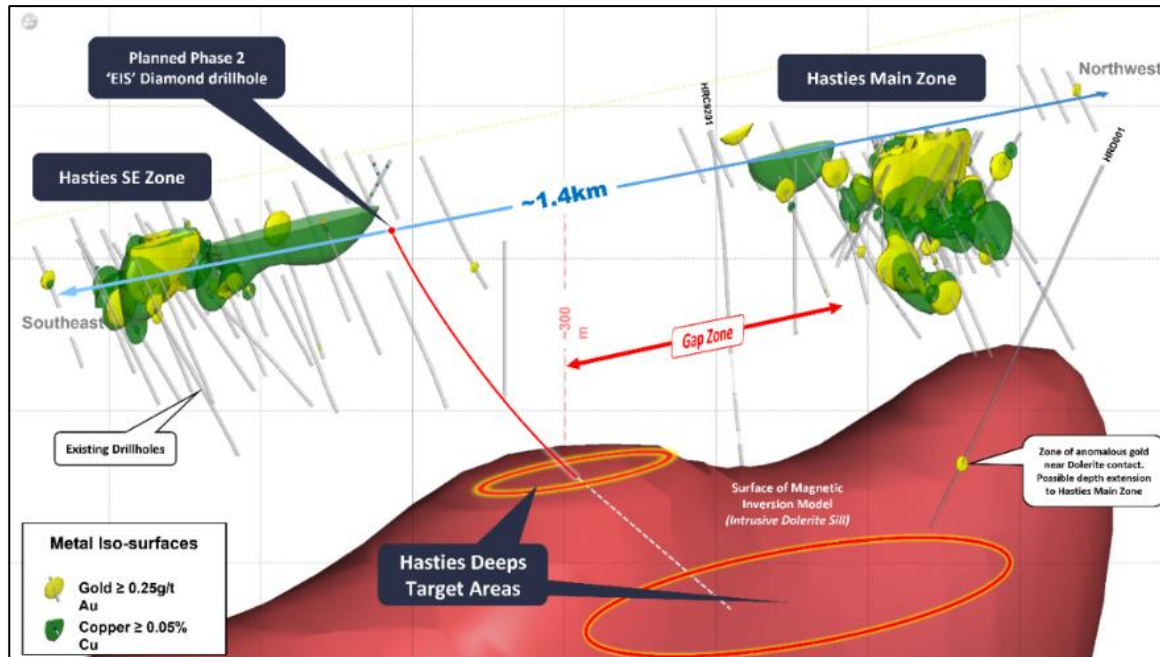 Planned Phase 2
‘EIS’ Diamond drillhole
Hasties Main Zone
Northwest
HRC9201
HRD001
Hasties SE Zone
~1.4km
Southeast
~300
m
Gap Zone
Existing Drillholes
Zone of anomalous gold
near Dolerite contact.
Possible depth extension
to Hasties Main Zone
Surface of Magnetic
Inversion Model
(Intrusive Dolerite Sill)
Hasties Deeps
Target Areas
Metal Iso-surfaces
Gold ≥ 0.25g/t
Au
Copper ≥ 0.05%
Cu